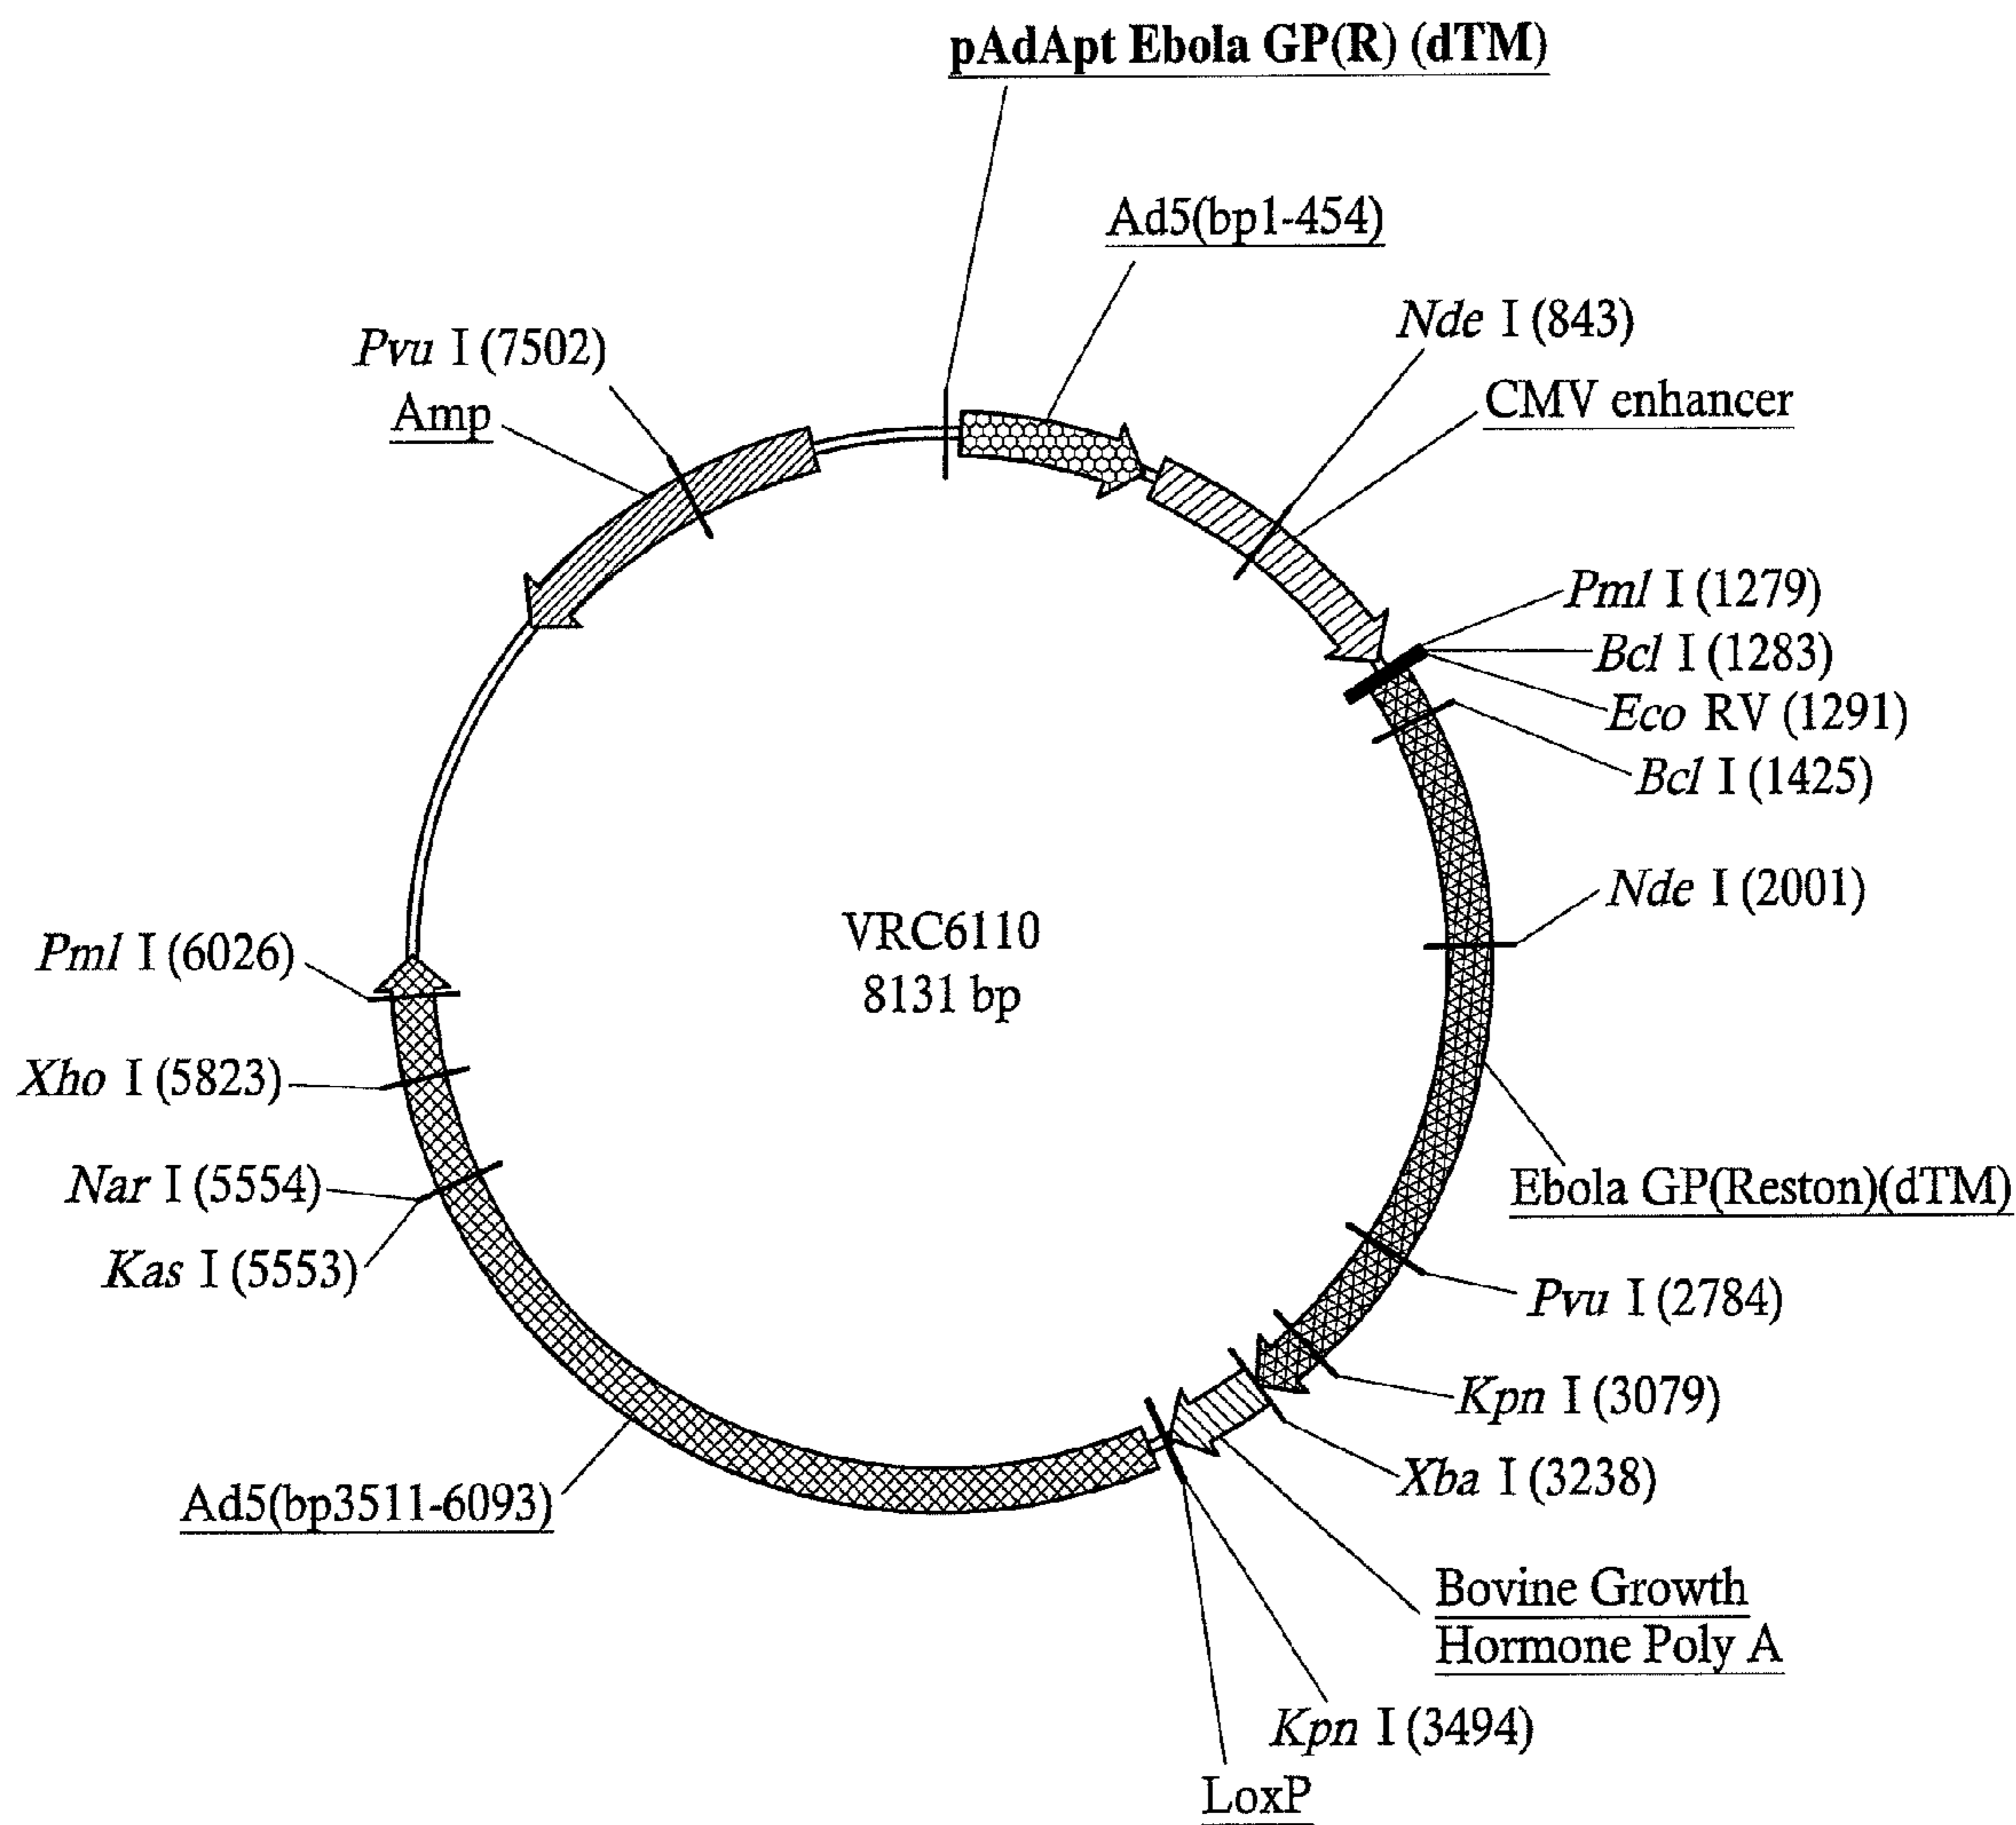 pAdApt Ebola GP(R) (dTM)
Ad5(bp1-454)
Nde I (843)
CMV enhancer
Pml I (1279)
Bcl I (1283)
Eco RV (1291)
Bcl I (1425)
Nde I (2001)
Ebola GP(Reston)(dTM)
Pvu I (2784)
Kpn I (3079)
Xba I (3238)
Bovine Growth
Hormone Poly A
Kpn I (3494)
LoxP
Ad5(bp3511-6093)
Kas I (5553)
Nar I (5554)
Xho I (5823)
Pml I (6026)
Amp
Pvu I (7502)
VRC6110
8131 bp